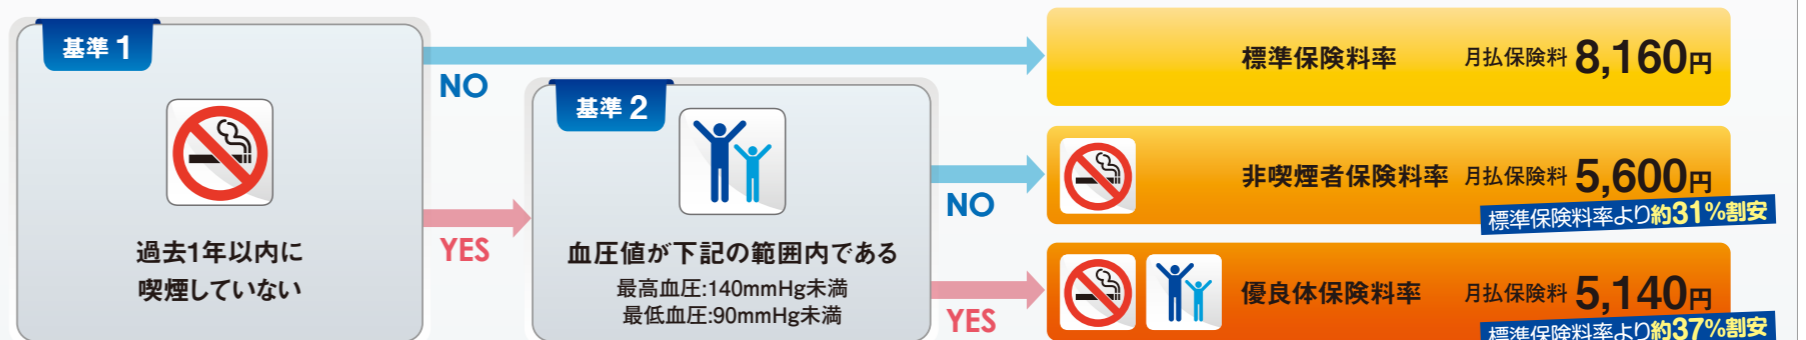 基準 1
過去1年以内に
喫煙していない
NO
YES
基準 2
血圧値が下記の範囲内である
最高血圧:140mmHg未満
最低血圧:90mmHg未満
NO
YES
標準保険料率 月払保険料 8,160円
非喫煙者保険料率 月払保険料 5,600円
標準保険料率より約31%割安
優良体保険料率 月払保険料 5,140円
標準保険料率より約37%割安